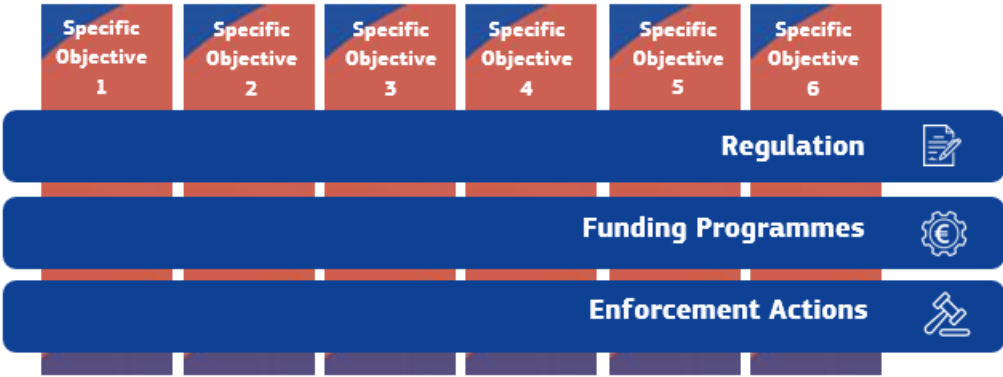 Specific
Objective
1
Specific
Objective
2
Specific
Objective
3
Specific
Objective
4
Specific
Objective
5
Specific
Objective
6
Regulation
Funding Programmes
€
Enforcement Actions